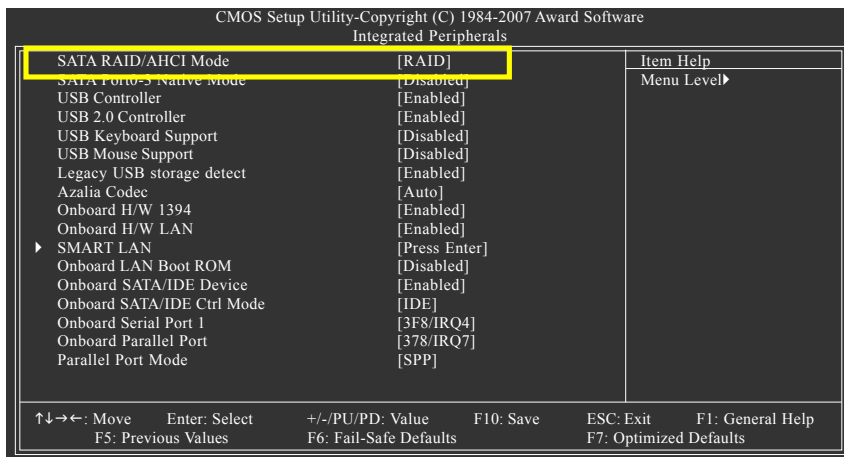 CMOS Setup Utility-Copyright (C) 1984-2007 Award Software
Integrated Peripherals
SATA RAID/AHCI Mode [RAID] Item Help
SATA Port0-3 Native Mode [Disabled] Menu Level▶
USB Controller [Enabled]
USB 2.0 Controller [Enabled]
USB Keyboard Support [Disabled]
USB Mouse Support [Disabled]
Legacy USB storage detect [Enabled]
Azalia Codec [Auto]
Onboard H/W 1394 [Enabled]
Onboard H/W LAN [Enabled]
▶ SMART LAN [Press Enter]
Onboard LAN Boot ROM [Disabled]
Onboard SATA/IDE Device [Enabled]
Onboard SATA/IDE Ctrl Mode [IDE]
Onboard Serial Port 1 [3F8/IRQ4]
Onboard Parallel Port [378/IRQ7]
Parallel Port Mode [SPP]
↑↓→←: Move Enter: Select +/-/PU/PD: Value F10: Save ESC: Exit F1: General Help
F5: Previous Values F6: Fail-Safe Defaults F7: Optimized Defaults